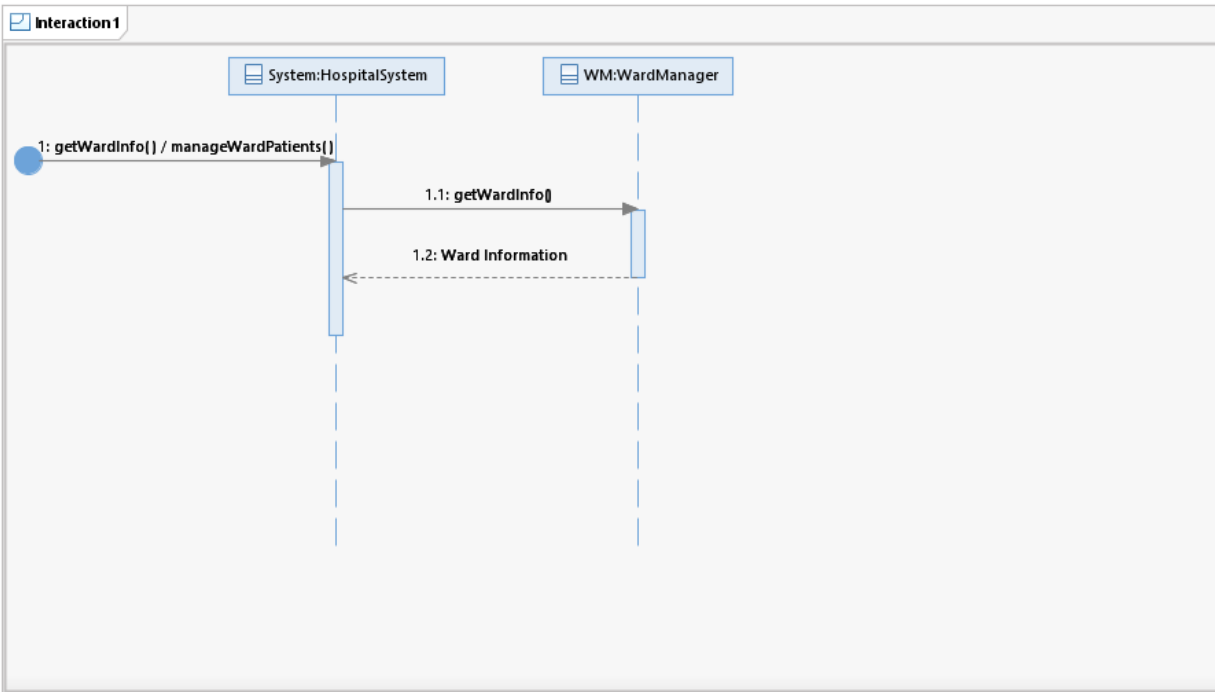 Interaction1
System:HospitalSystem
WM:WardManager
1: getWardInfo() / manageWardPatients()
1.1: getWardInfo()
1.2: Ward Information